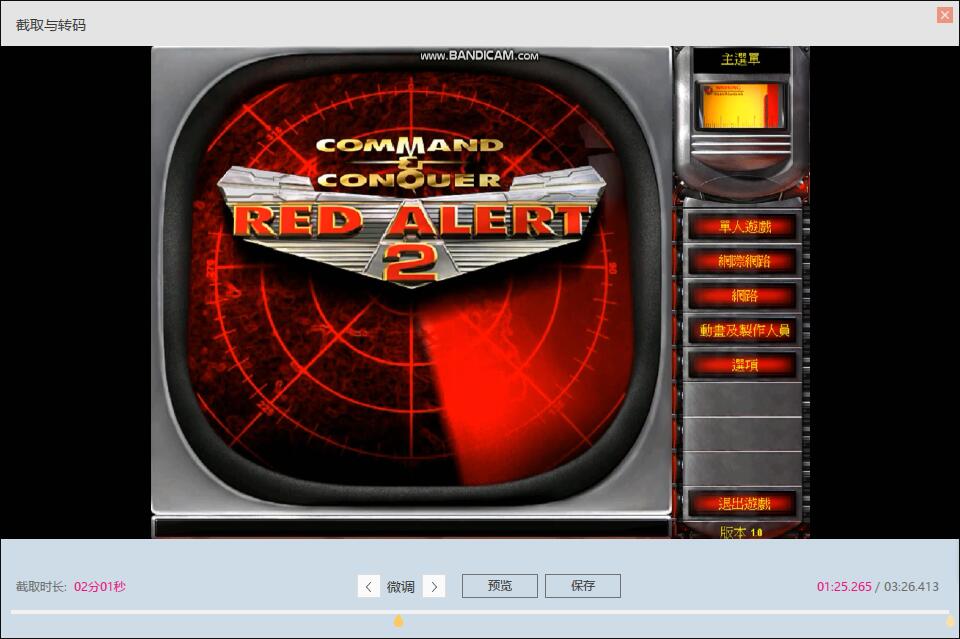 截取与转码
WWW.BANDICAM.COM
主選單
COMMAND
&
CONQUER
RED ALERT
2
單人遊戲
網際網路
網路
動畫及製作人員
選項
退出遊戲
版本 1.0
截取时长: 02分01秒
微调
预览
保存
01:25.265 / 03:26.413